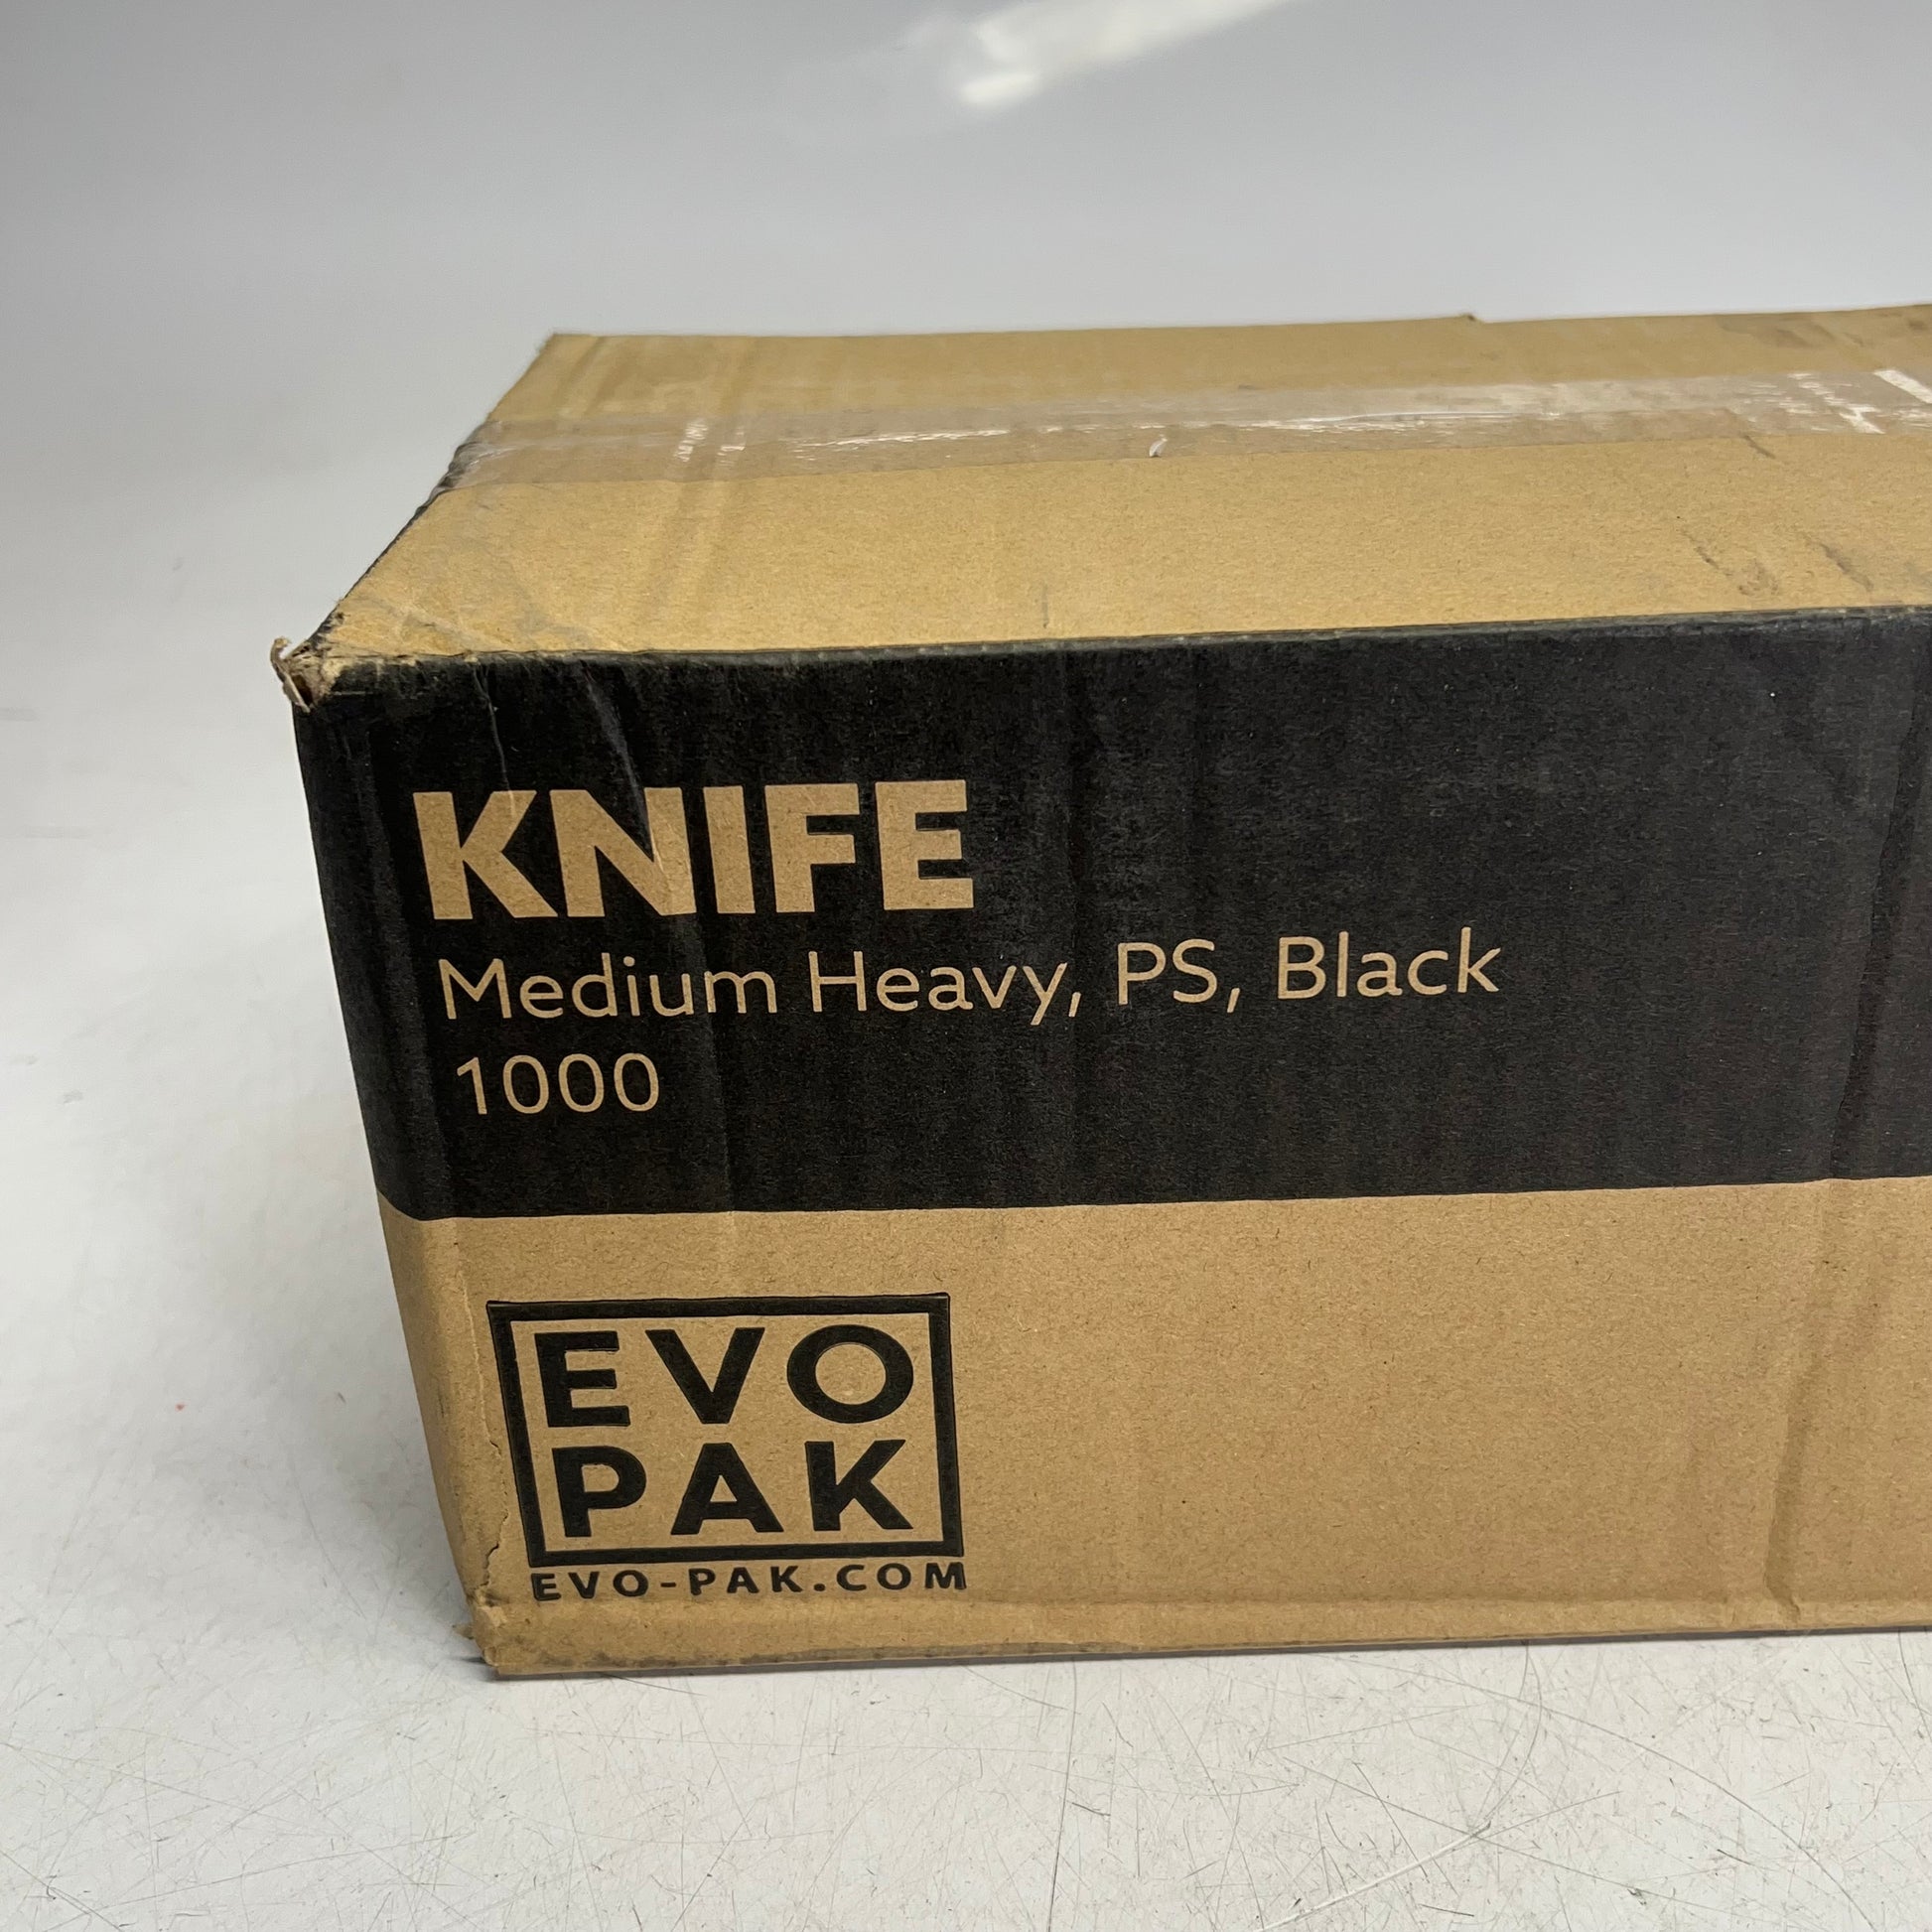 KNIFE
Medium Heavy, PS, Black
1000
EVO
PAK
EVO-PAK.COM